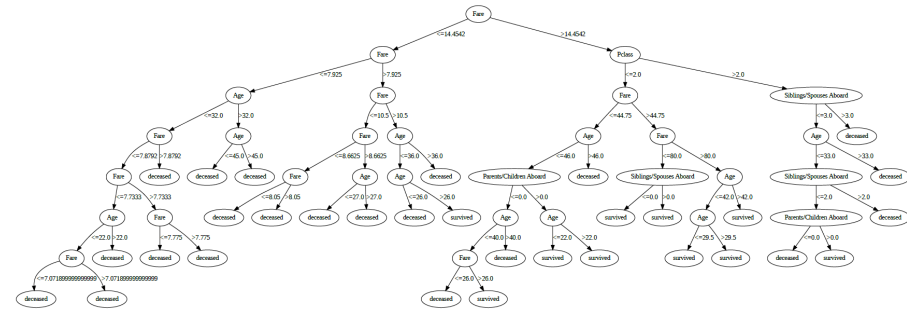 Fare
<=14.4542 >14.4542
Fare Pclass
<=7.925 >7.925 <=2.0 >2.0
Age Fare Fare Siblings/Spouses Aboard
<=32.0 >32.0 <=10.5 >10.5 <=44.75 >44.75 <=3.0 >3.0
Fare Age Fare Age Age Fare Age deceased
<=7.8792 >7.8792 <=45.0 >45.0 <=8.6625 >8.6625 <=36.0 >36.0 <=46.0 >46.0 <=80.0 >80.0 <=33.0 >33.0
Fare deceased deceased deceased Fare Age Age deceased Parents/Children Aboard deceased Siblings/Spouses Aboard Age Siblings/Spouses Aboard deceased
<=7.7333 >7.7333 <=8.05 >8.05 <=27.0 >27.0 <=26.0 >26.0 <=0.0 >0.0 <=0.0 >0.0 <=42.0 >42.0 <=2.0 >2.0
Age Fare deceased deceased deceased deceased deceased survived Age Age survived survived Age survived Parents/Children Aboard deceased
<=22.0 >22.0 <=7.775 >7.775 <=40.0 >40.0 <=22.0 >22.0 <=29.5 >29.5 <=0.0 >0.0
Fare deceased deceased deceased Fare deceased survived survived survived survived deceased survived
<=7.071899999999999 >7.071899999999999 <=26.0 >26.0
deceased deceased deceased survived